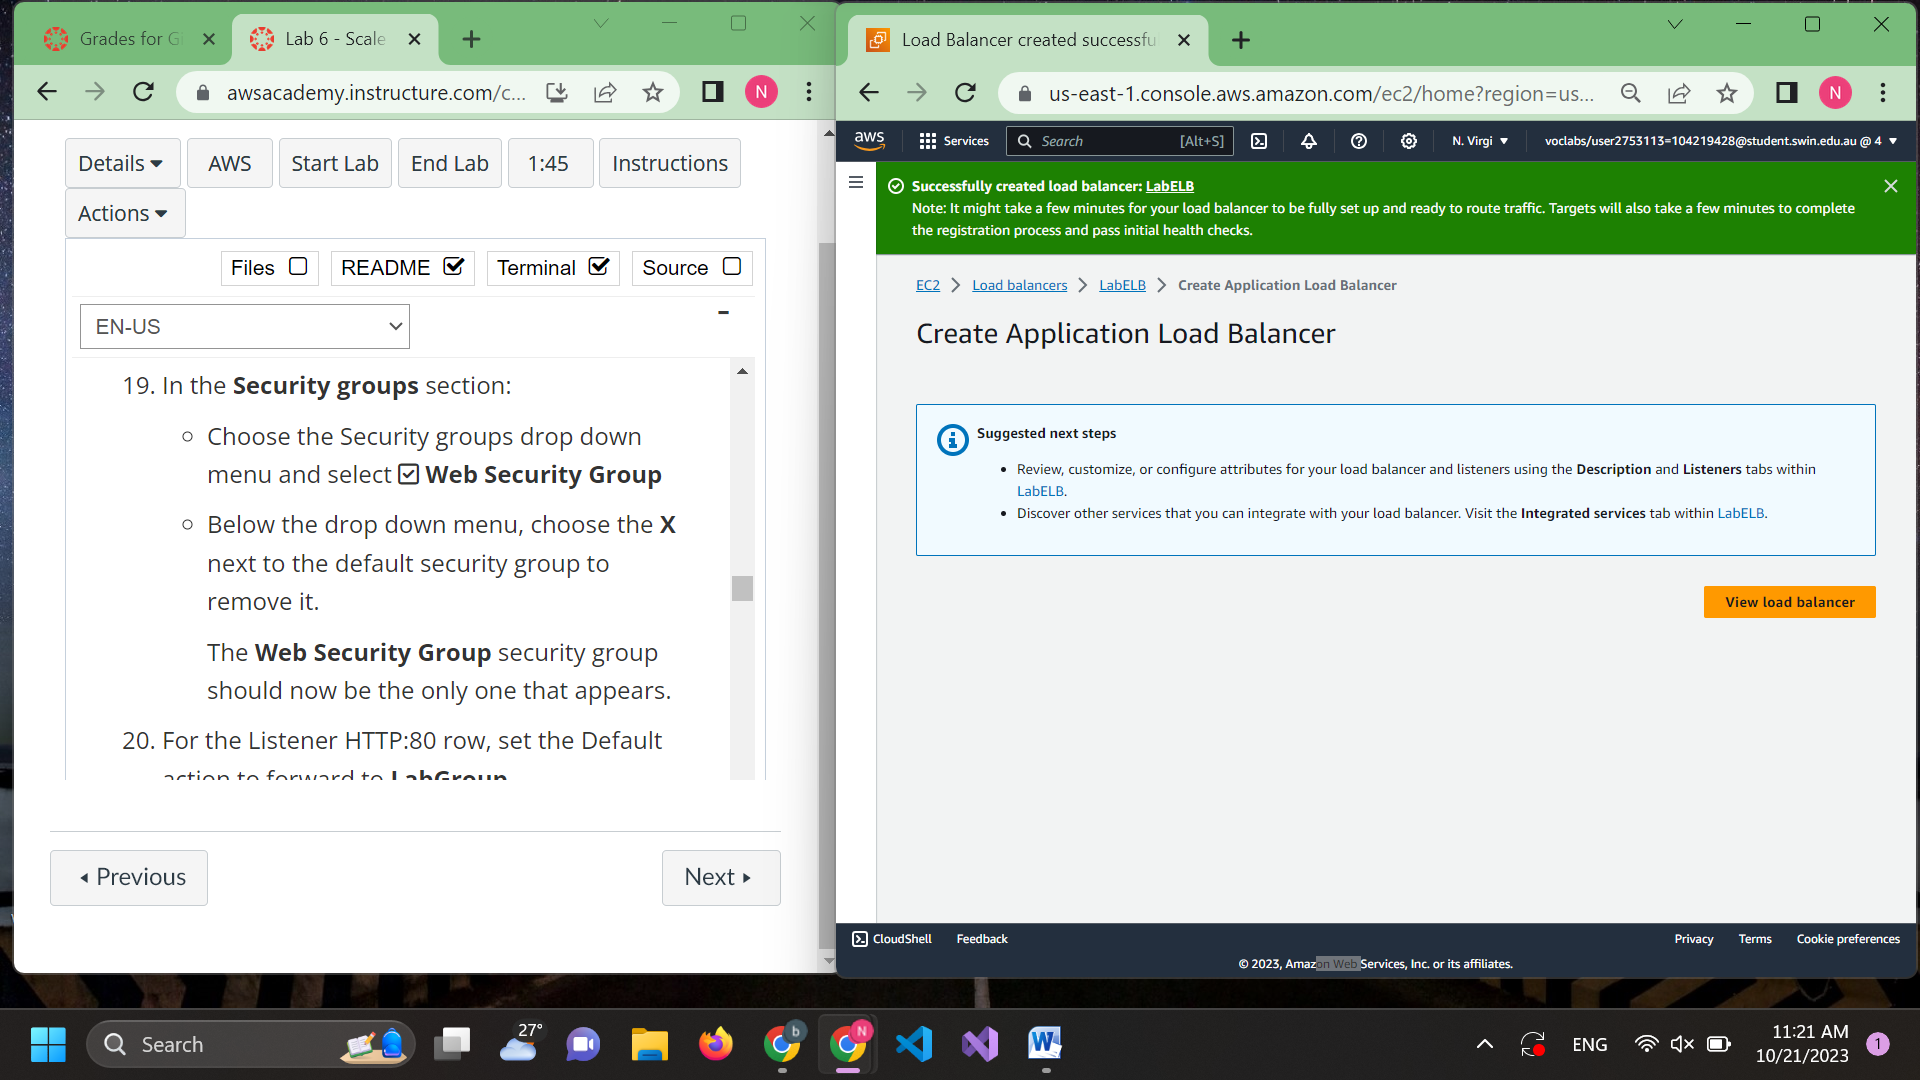 Grades for Gi
Lab 6 - Scale
awsacademy.instructure.com/c...
N
Details
AWS
Start Lab
End Lab
1:45
Instructions
Actions
Files
README
Terminal
Source
EN-US
19. In the Security groups section:
Choose the Security groups drop down
menu and select Web Security Group
Below the drop down menu, choose the X
next to the default security group to
remove it.
The Web Security Group security group
should now be the only one that appears.
20. For the Listener HTTP:80 row, set the Default
action to forward to LabGroup
Previous
Next
Load Balancer created successfu
us-east-1.console.aws.amazon.com/ec2/home?region=us...
N
aws
Services
Search
[Alt+S]
N. Virgi
voclabs/user2753113=104219428@student.swin.edu.au @ 4
Successfully created load balancer: LabELB
Note: It might take a few minutes for your load balancer to be fully set up and ready to route traffic. Targets will also take a few minutes to complete
the registration process and pass initial health checks.
EC2 > Load balancers > LabELB > Create Application Load Balancer
Create Application Load Balancer
Suggested next steps
Review, customize, or configure attributes for your load balancer and listeners using the Description and Listeners tabs within
LabELB.
Discover other services that you can integrate with your load balancer. Visit the Integrated services tab within LabELB.
View load balancer
CloudShell
Feedback
Privacy
Terms
Cookie preferences
© 2023, Amazon Web Services, Inc. or its affiliates.
Search
27°
b
N
W
ENG
11:21 AM
10/21/2023
1